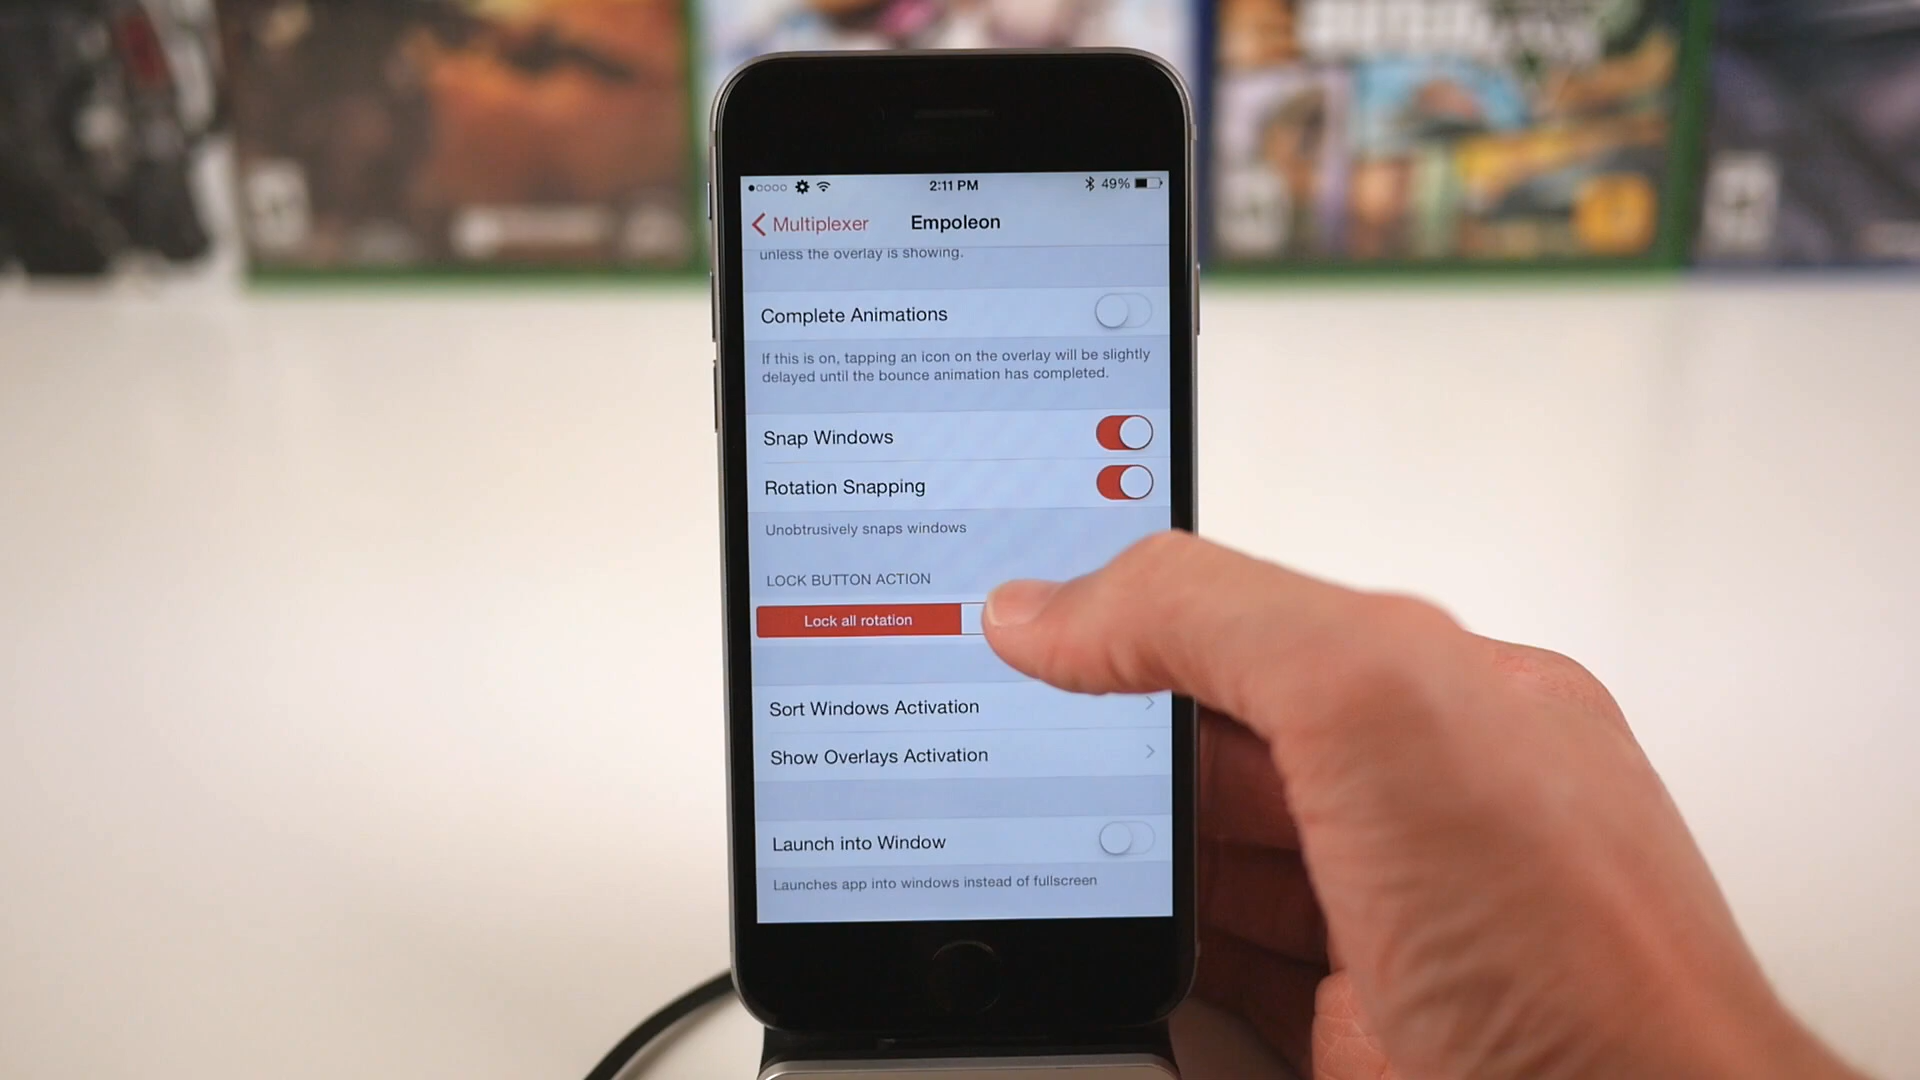 2:11 PM
49%
Multiplexer
Empoleon
unless the overlay is showing.
Complete Animations
If this is on, tapping an icon on the overlay will be slightly
delayed until the bounce animation has completed.
Snap Windows
Rotation Snapping
Unobtrusively snaps windows
LOCK BUTTON ACTION
Lock all rotation
Sort Windows Activation
Show Overlays Activation
Launch into Window
Launches app into windows instead of fullscreen